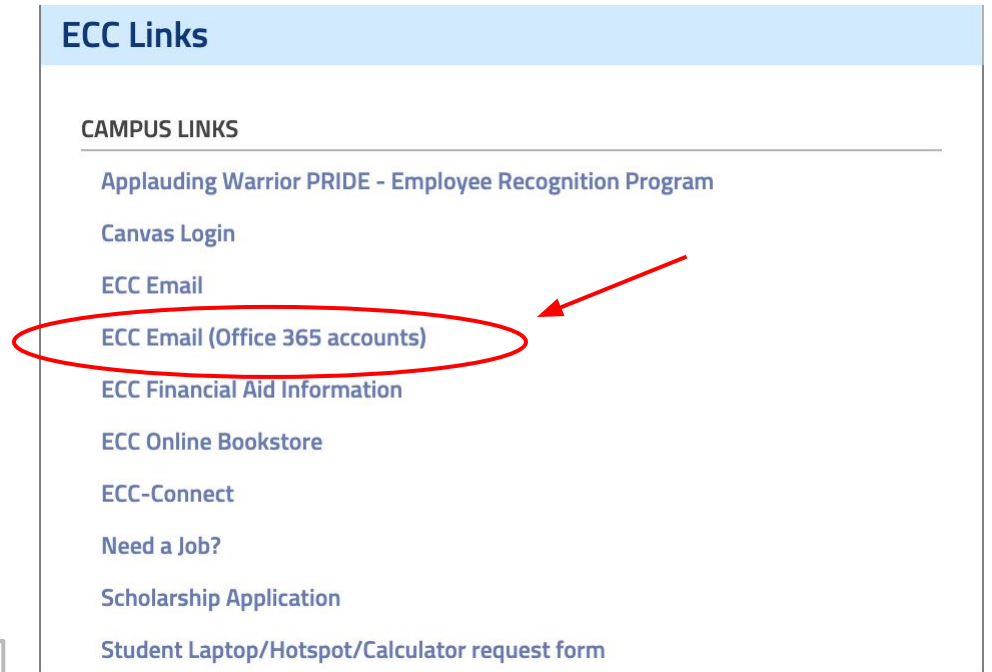 ECC Links
CAMPUS LINKS
Applauding Warrior PRIDE - Employee Recognition Program
Canvas Login
ECC Email
ECC Email (Office 365 accounts)
ECC Financial Aid Information
ECC Online Bookstore
ECC-Connect
Need a Job?
Scholarship Application
Student Laptop/Hotspot/Calculator request form